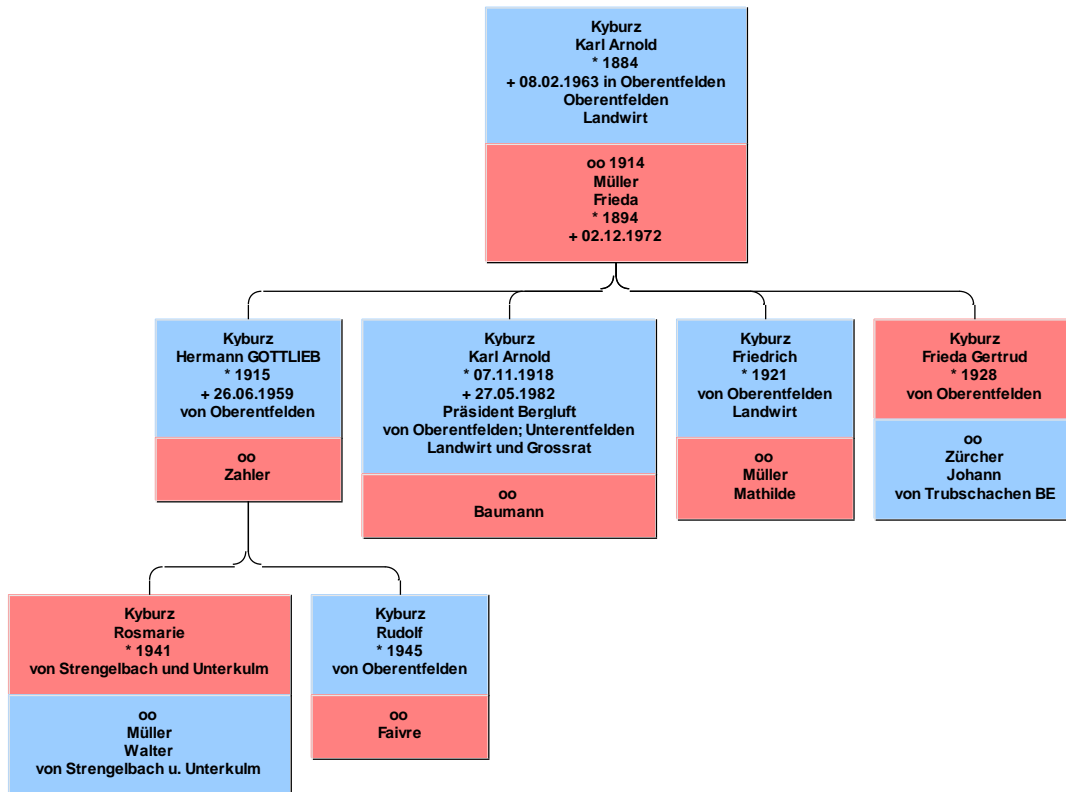 Kyburz
Karl Arnold
* 1884
+ 08.02.1963 in Oberentfelden
Oberentfelden
Landwirt
oo 1914
Müller
Frieda
* 1894
+ 02.12.1972
Kyburz
Hermann GOTTLIEB
* 1915
+ 26.06.1959
von Oberentfelden
oo
Zahler
Kyburz
Karl Arnold
* 07.11.1918
+ 27.05.1982
Präsident Bergluft
von Oberentfelden; Unterentfelden
Landwirt und Grossrat
oo
Baumann
Kyburz
Friedrich
* 1921
von Oberentfelden
Landwirt
oo
Müller
Mathilde
Kyburz
Frieda Gertrud
* 1928
von Oberentfelden
oo
Zürcher
Johann
von Trubschachen BE
Kyburz
Rosmarie
* 1941
von Strengelbach und Unterkulm
oo
Müller
Walter
von Strengelbach u. Unterkulm
Kyburz
Rudolf
* 1945
von Oberentfelden
oo
Faivre